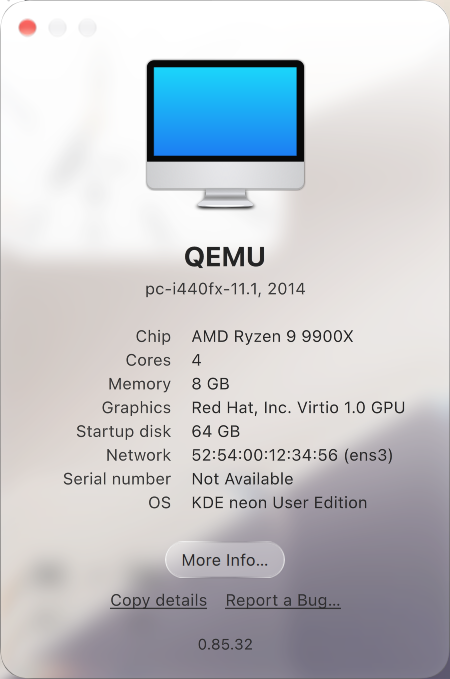 QEMU
pc-i440fx-11.1, 2014
Chip AMD Ryzen 9 9900X
Cores 4
Memory 8 GB
Graphics Red Hat, Inc. Virtio 1.0 GPU
Startup disk 64 GB
Network 52:54:00:12:34:56 (ens3)
Serial number Not Available
OS KDE neon User Edition
More Info...
Copy details Report a Bug...
0.85.32